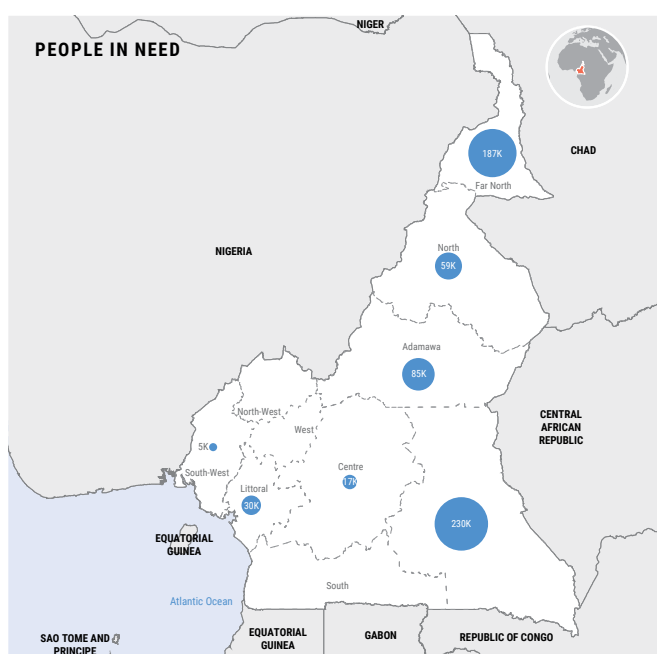 NIGER
PEOPLE IN NEED
187K
CHAD
Far North
NIGERIA
North
59K
Adamawa
85K
North-West
CENTRAL
AFRICAN
REPUBLIC
West
5K
South-West
Centre
17K
Littoral
30K
230K
EQUATORIAL
GUINEA
South
Atlantic Ocean
SAO TOME AND
PRINCIPE
EQUATORIAL
GUINEA
GABON
REPUBLIC OF CONGO